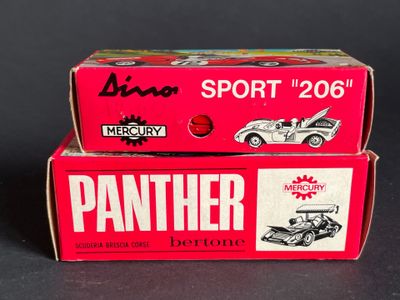 Dino SPORT "206"
MERCURY
PANTHER
MERCURY
SCUDERIA BRESCIA CORSE bertone